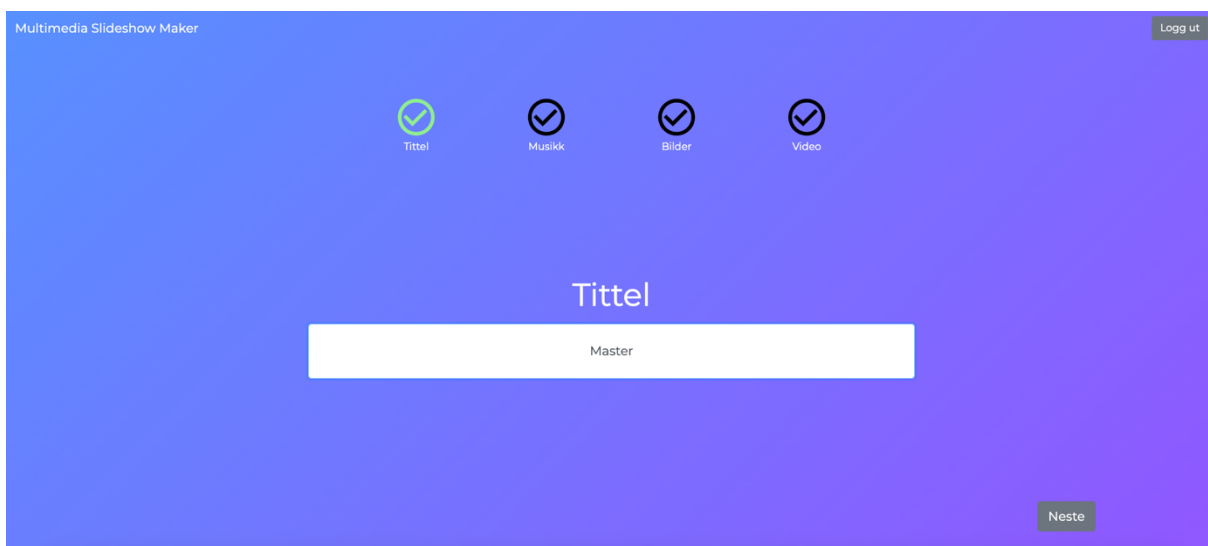 Multimedia Slideshow Maker
Logg ut
Tittel Musikk Bilder Video
Tittel
Master
Neste